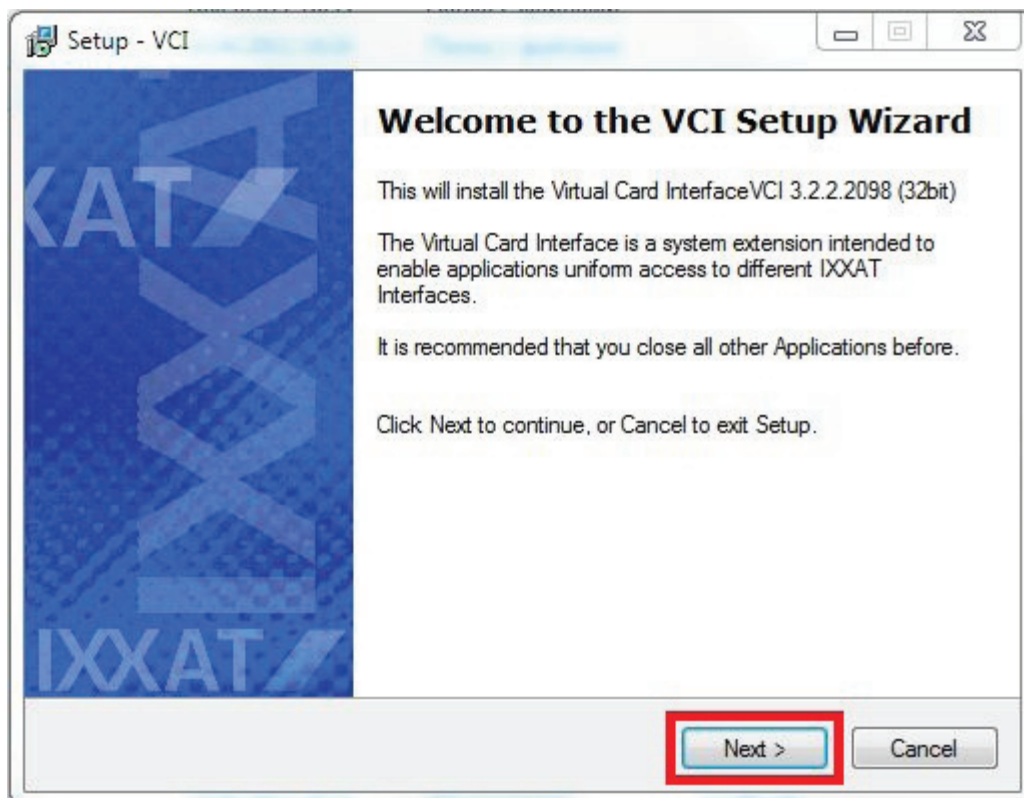 Setup - VCI
Welcome to the VCI Setup Wizard
This will install the Virtual Card InterfaceVCI 3.2.2.2098 (32bit)
The Virtual Card Interface is a system extension intended to
enable applications uniform access to different IXXAT
Interfaces.
It is recommended that you close all other Applications before.
Click Next to continue, or Cancel to exit Setup.
XAT
IXXA
IXXAT
Next >
Cancel